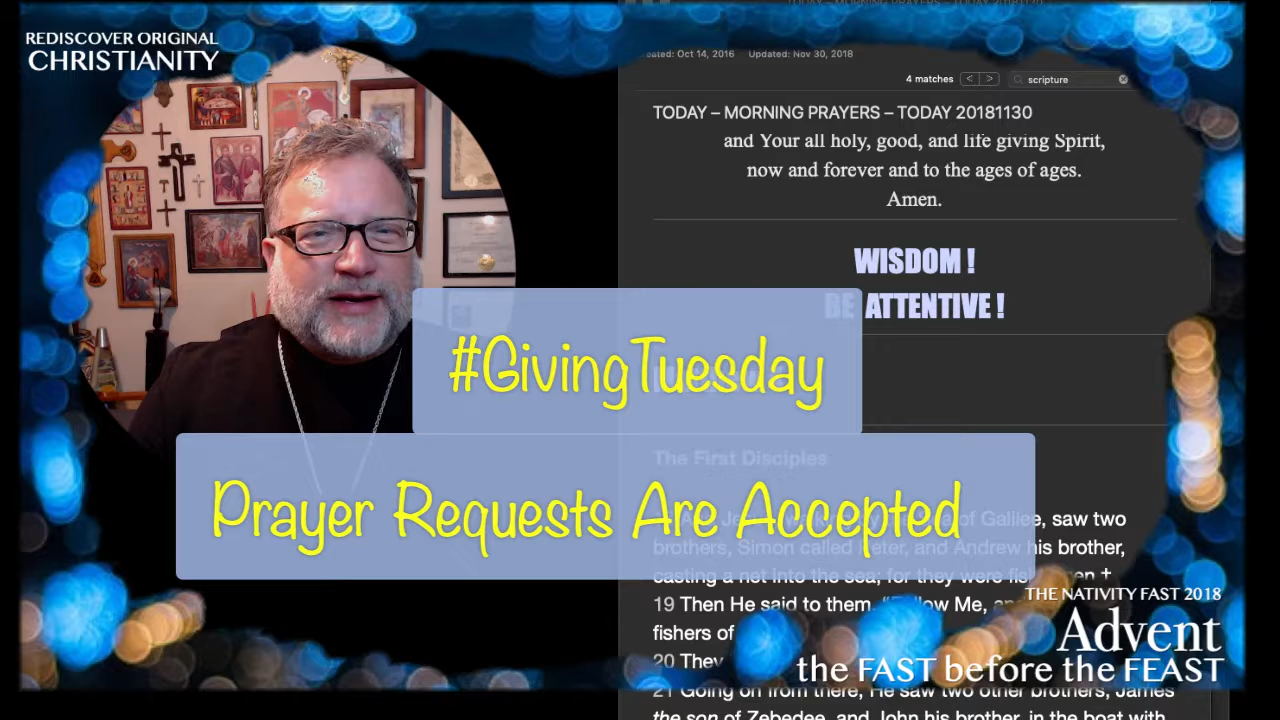 REDISCOVER ORIGINAL
CHRISTIANITY
Created: Oct 14, 2016 Updated: Nov 30, 2018
4 matches < > scripture
TODAY – MORNING PRAYERS – TODAY 20181130
and Your all holy, good, and life giving Spirit,
now and forever and to the ages of ages.
Amen.
WISDOM !
BE ATTENTIVE !
#GivingTuesday
The First Disciples
Prayer Requests Are Accepted
of Galilee, saw two
brothers, Simon called Peter, and Andrew his brother,
casting a net into the sea; for they were
19 Then He said to them, “Follow Me,
fishers of
20 They
21 Going on from there, He saw two other brothers, James
the son of Zebedee, and John his brother, in the boat with
THE NATIVITY FAST 2018
Advent
the FAST before the FEAST